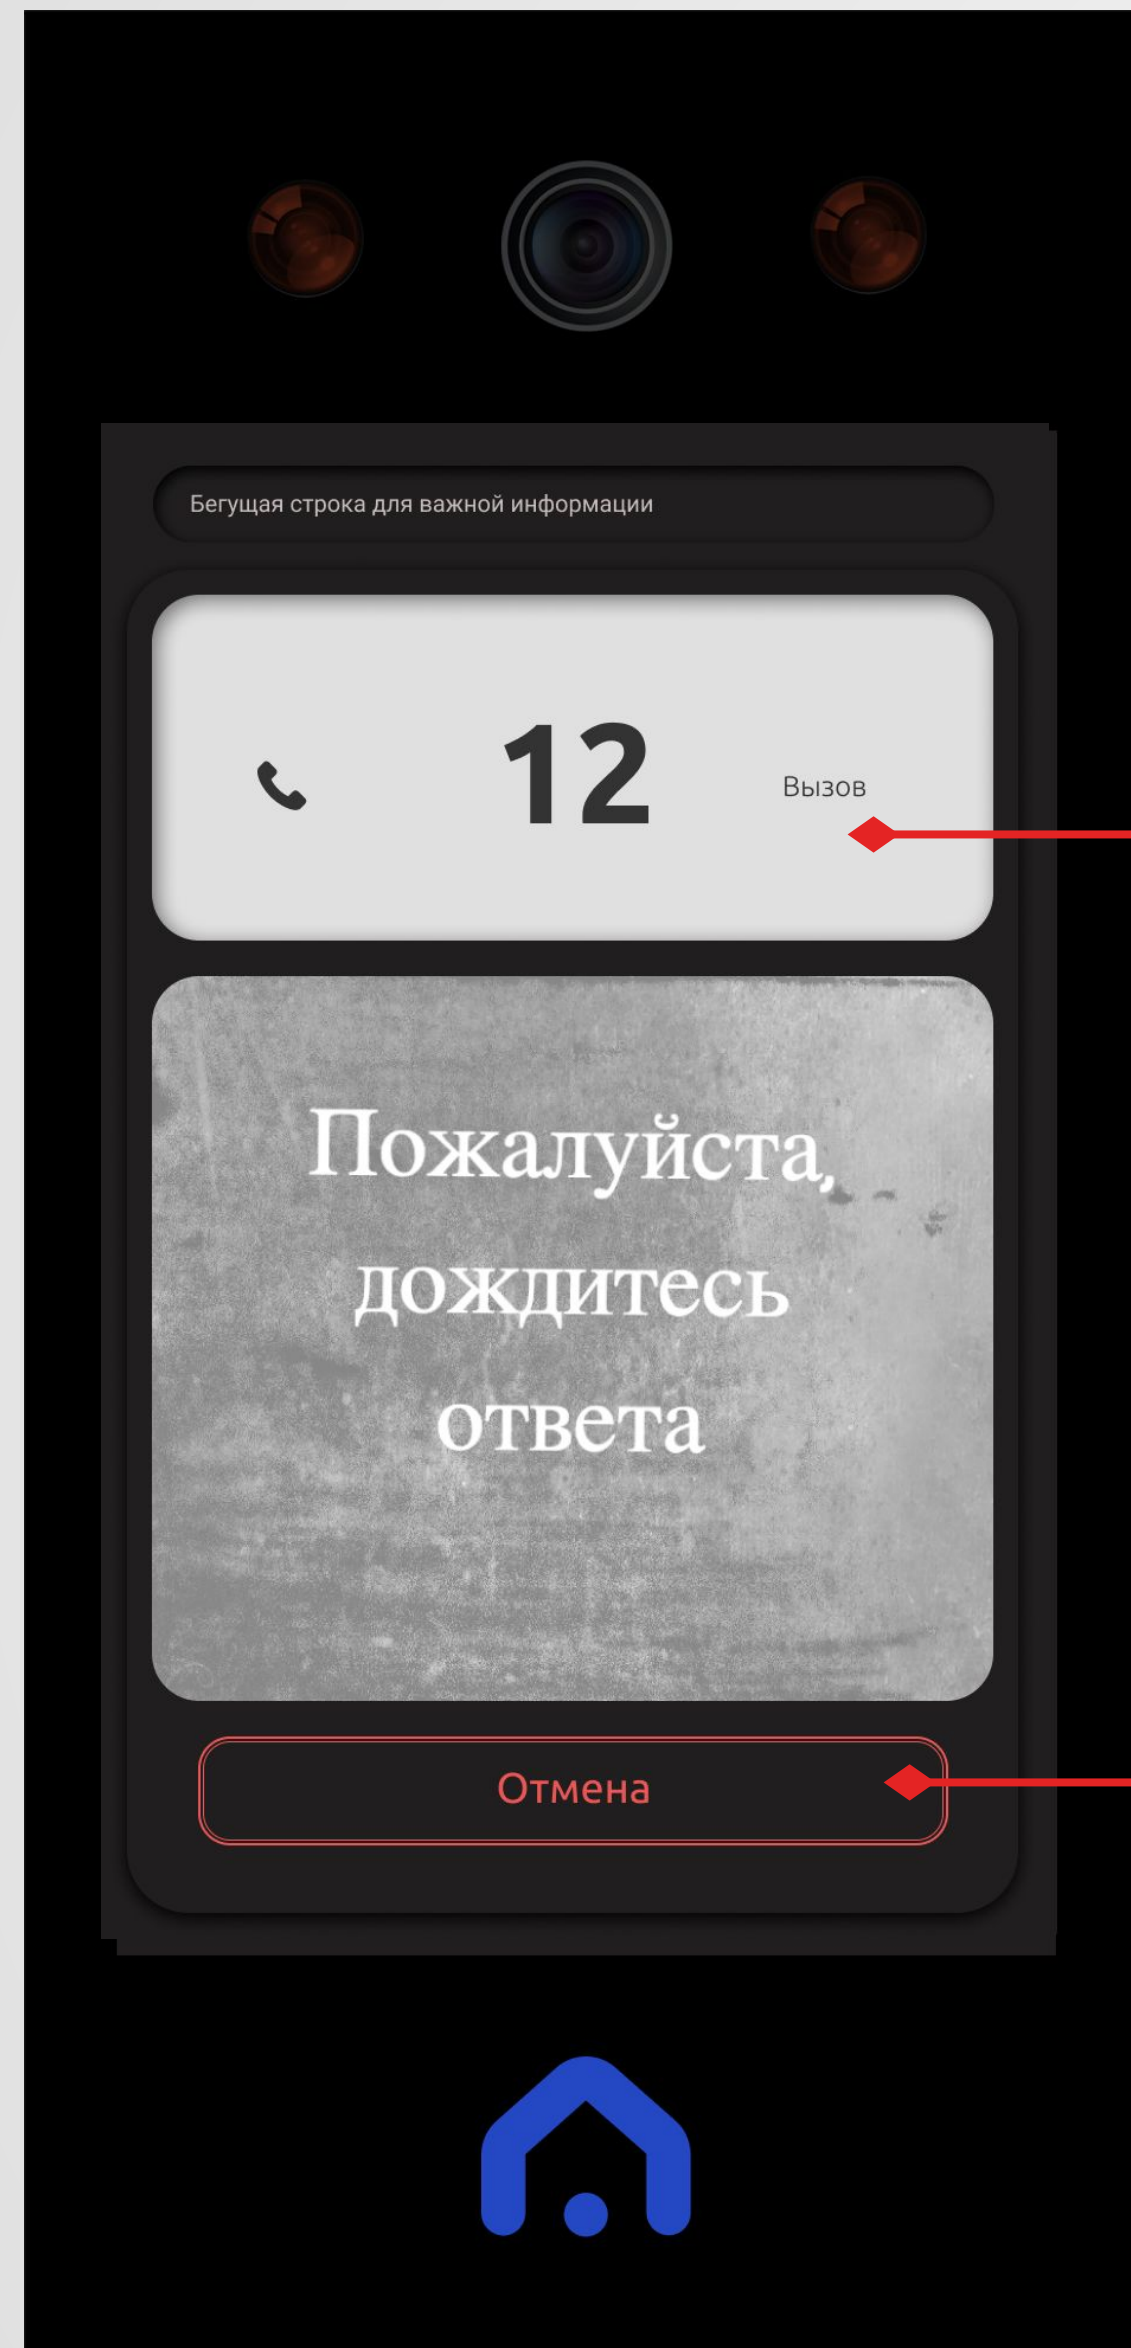 Бегущая строка для важной информации
12
Вызов
Пожалуйста,
дождитесь
ответа
Отмена